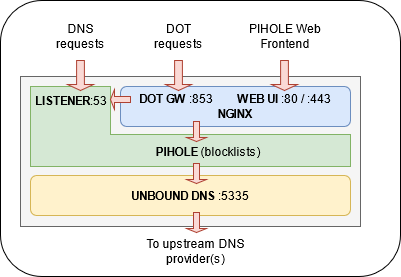 DNS
requests
DOT
requests
PIHOLE Web
Frontend
LISTENER:53
DOT GW :853
WEB UI :80 / :443
NGINX
PIHOLE (blocklists)
UNBOUND DNS :5335
To upstream DNS
provider(s)